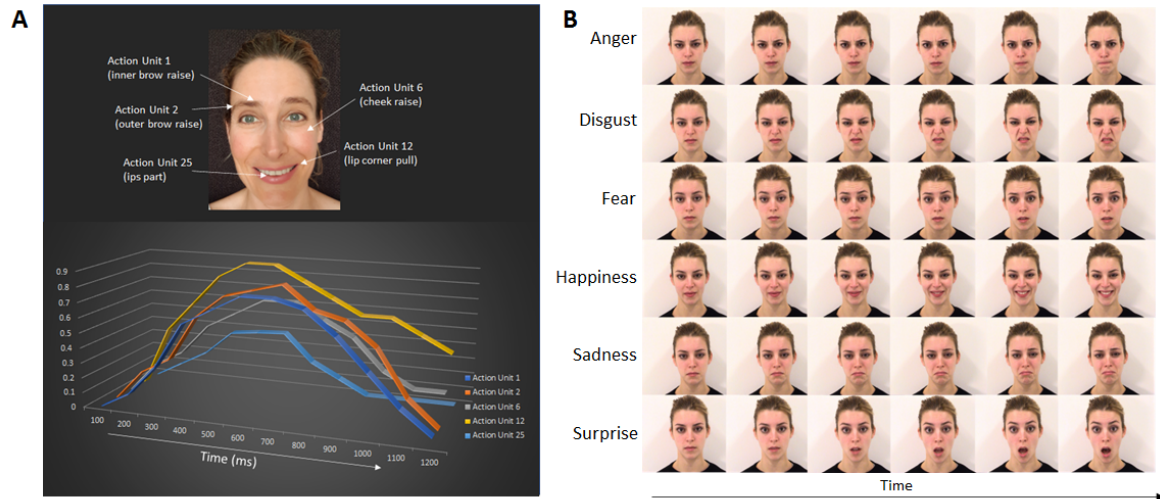 A
Action Unit 1
(inner brow raise)
Action Unit 2
(outer brow raise)
Action Unit 25
(ips part)
Action Unit 6
(cheek raise)
Action Unit 12
(lip corner pull)
0.9
0.8
0.7
0.6
0.5
0.4
0.3
0.2
0.1
0
100 200 300 400 500 600 700 800 900 1000 1100 1200
Time (ms)
Action Unit 1
Action Unit 2
Action Unit 6
Action Unit 12
Action Unit 25
B
Anger
Disgust
Fear
Happiness
Sadness
Surprise
Time